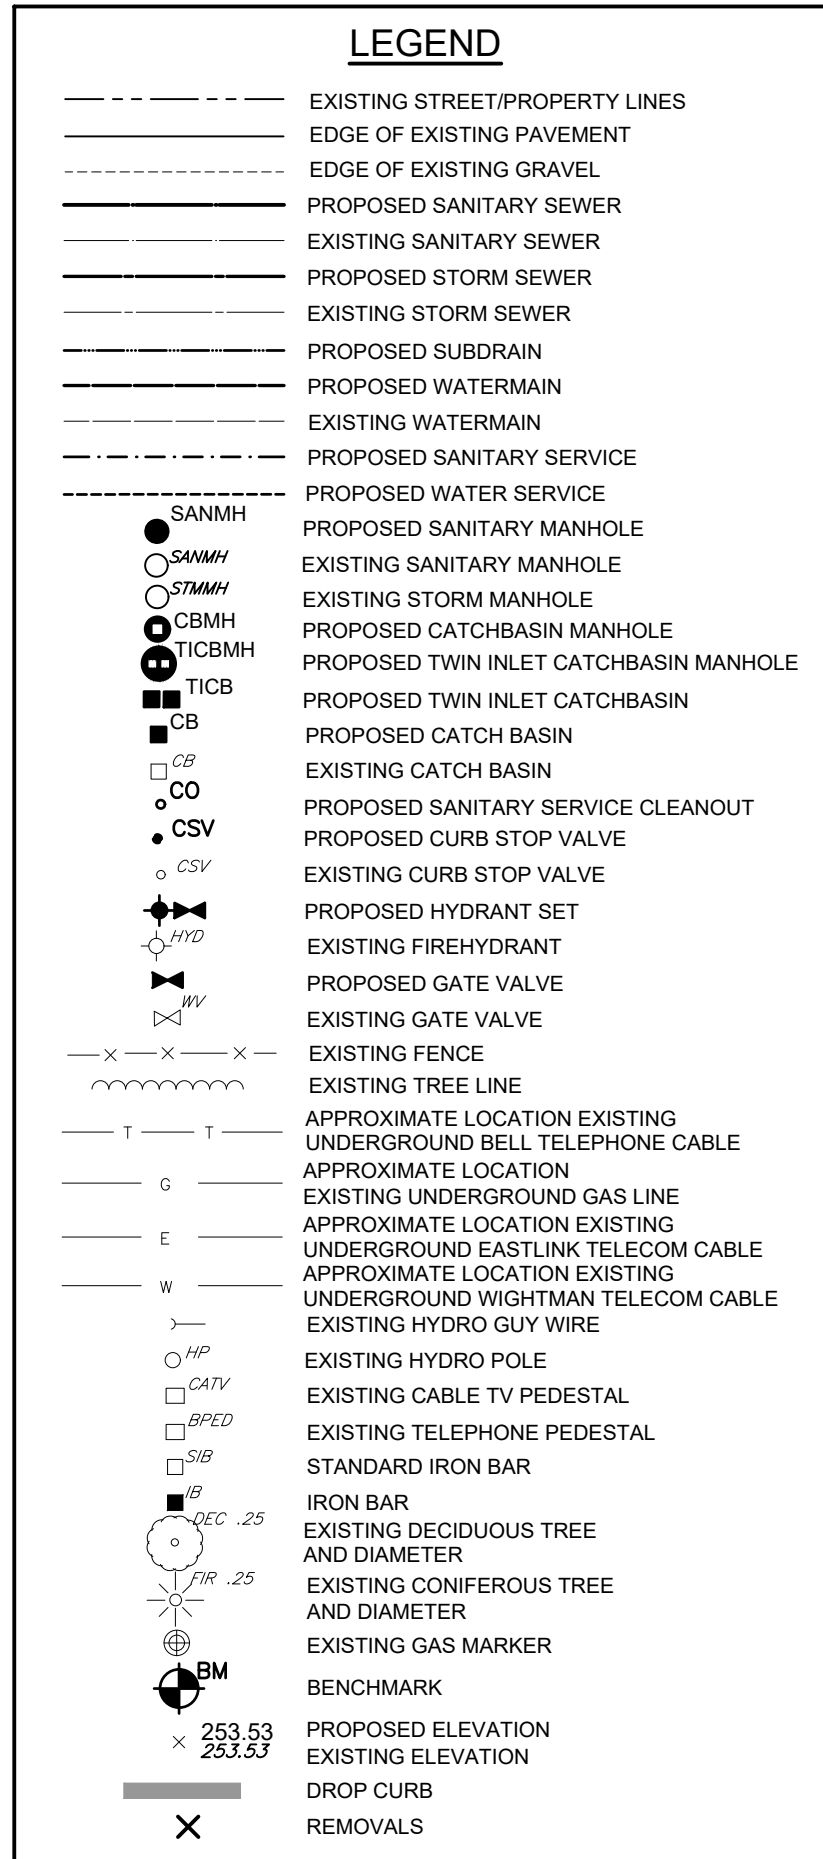 LEGEND
EXISTING STREET/PROPERTY LINES
EDGE OF EXISTING PAVEMENT
EDGE OF EXISTING GRAVEL
PROPOSED SANITARY SEWER
EXISTING SANITARY SEWER
PROPOSED STORM SEWER
EXISTING STORM SEWER
PROPOSED SUBDRAIN
PROPOSED WATERMAIN
EXISTING WATERMAIN
PROPOSED SANITARY SERVICE
PROPOSED WATER SERVICE
SANMH PROPOSED SANITARY MANHOLE
SANMH EXISTING SANITARY MANHOLE
STMMH EXISTING STORM MANHOLE
CBMH PROPOSED CATCHBASIN MANHOLE
TICBMH PROPOSED TWIN INLET CATCHBASIN MANHOLE
TICB PROPOSED TWIN INLET CATCHBASIN
CB PROPOSED CATCH BASIN
CB EXISTING CATCH BASIN
CO PROPOSED SANITARY SERVICE CLEANOUT
CSV PROPOSED CURB STOP VALVE
CSV EXISTING CURB STOP VALVE
PROPOSED HYDRANT SET
HYD EXISTING FIREHYDRANT
PROPOSED GATE VALVE
WV EXISTING GATE VALVE
EXISTING FENCE
EXISTING TREE LINE
T T APPROXIMATE LOCATION EXISTING
UNDERGROUND BELL TELEPHONE CABLE
G APPROXIMATE LOCATION
EXISTING UNDERGROUND GAS LINE
E APPROXIMATE LOCATION EXISTING
UNDERGROUND EASTLINK TELECOM CABLE
W APPROXIMATE LOCATION EXISTING
UNDERGROUND WIGHTMAN TELECOM CABLE
EXISTING HYDRO GUY WIRE
HP EXISTING HYDRO POLE
CATV EXISTING CABLE TV PEDESTAL
BPED EXISTING TELEPHONE PEDESTAL
SIB STANDARD IRON BAR
IB IRON BAR
DEC .25 EXISTING DECIDUOUS TREE
AND DIAMETER
FIR .25 EXISTING CONIFEROUS TREE
AND DIAMETER
EXISTING GAS MARKER
BM BENCHMARK
253.53 PROPOSED ELEVATION
253.53 EXISTING ELEVATION
DROP CURB
REMOVALS